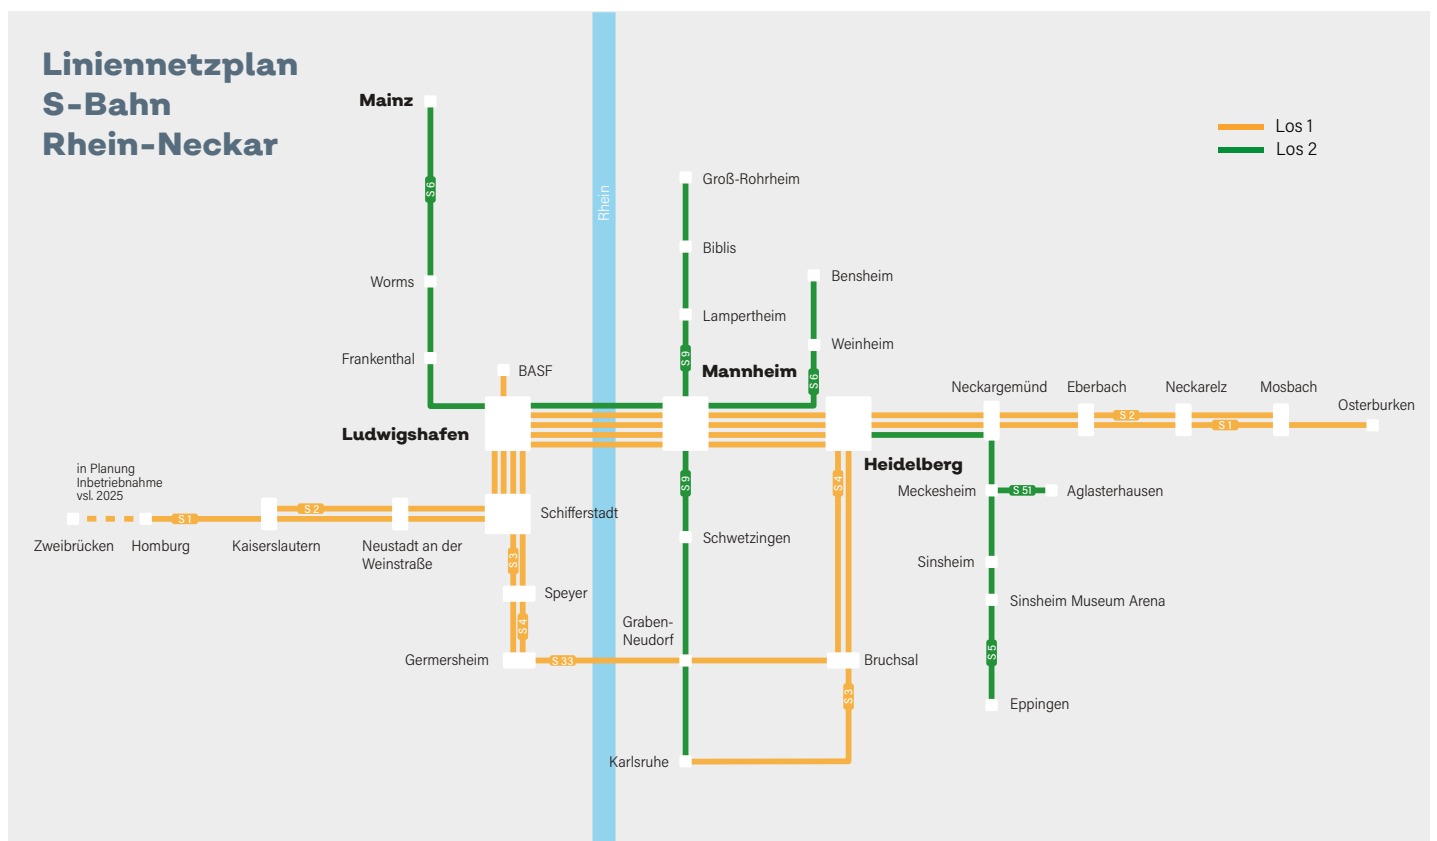 Liniennetzplan
S-Bahn
Rhein-Neckar
Los 1
Los 2
Mainz
S 6
Rhein
Groß-Rohrheim
Biblis
Bensheim
Worms
Lampertheim
Weinheim
Frankenthal
S 9
BASF
Mannheim
S 6
Neckargemünd
Eberbach
Neckarelz
Mosbach
Osterburken
S 2
S 1
Ludwigshafen
Heidelberg
in Planung
Inbetriebnahme
vsl. 2025
S 9
S 4
Meckesheim
S 51
Aglasterhausen
S 2
S 1
Schifferstadt
Zweibrücken
Homburg
Kaiserslautern
Neustadt an der
Weinstraße
Schwetzingen
S 3
Sinsheim
Speyer
Sinsheim Museum Arena
S 4
Graben-
Neudorf
S 5
Germersheim
S 33
Bruchsal
S 3
Eppingen
Karlsruhe